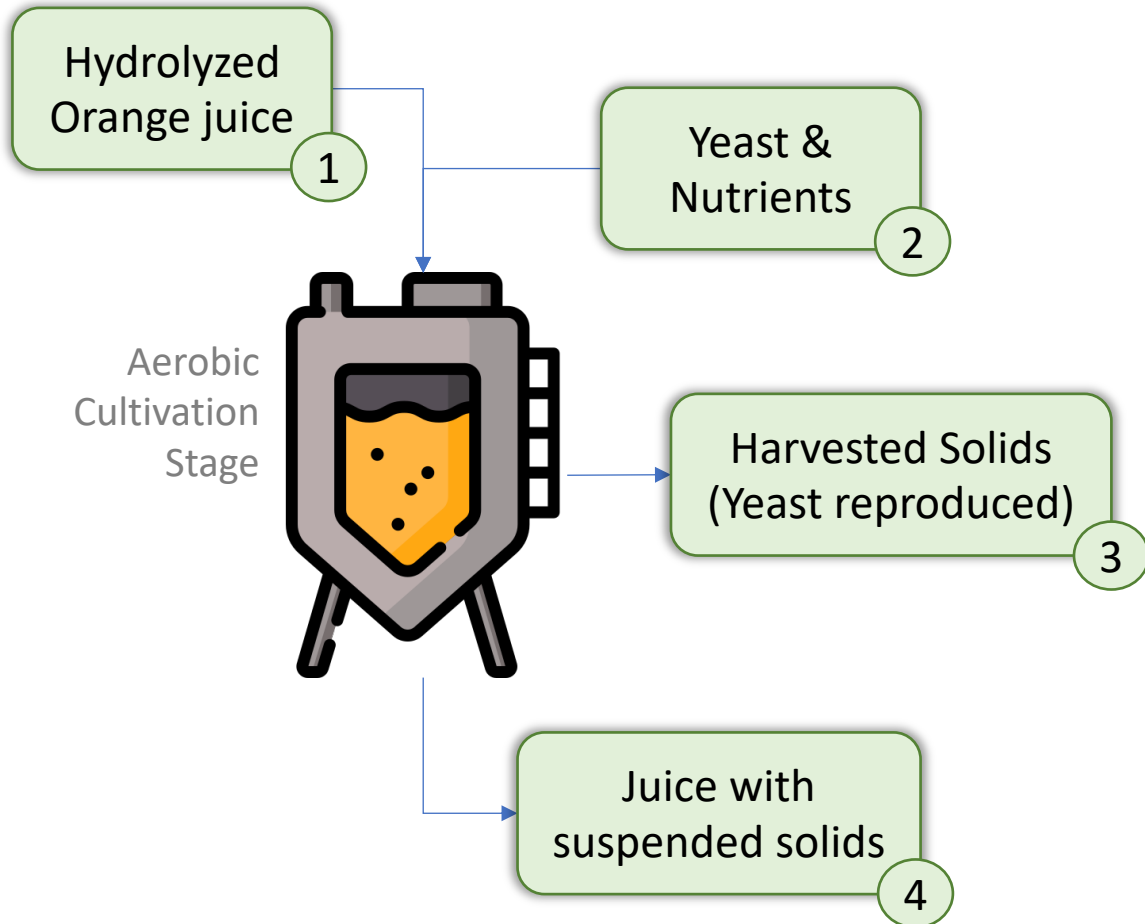 Hydrolyzed
Orange juice
1
Yeast &
Nutrients
2
Aerobic
Cultivation
Stage
Harvested Solids
(Yeast reproduced)
3
Juice with
suspended solids
4